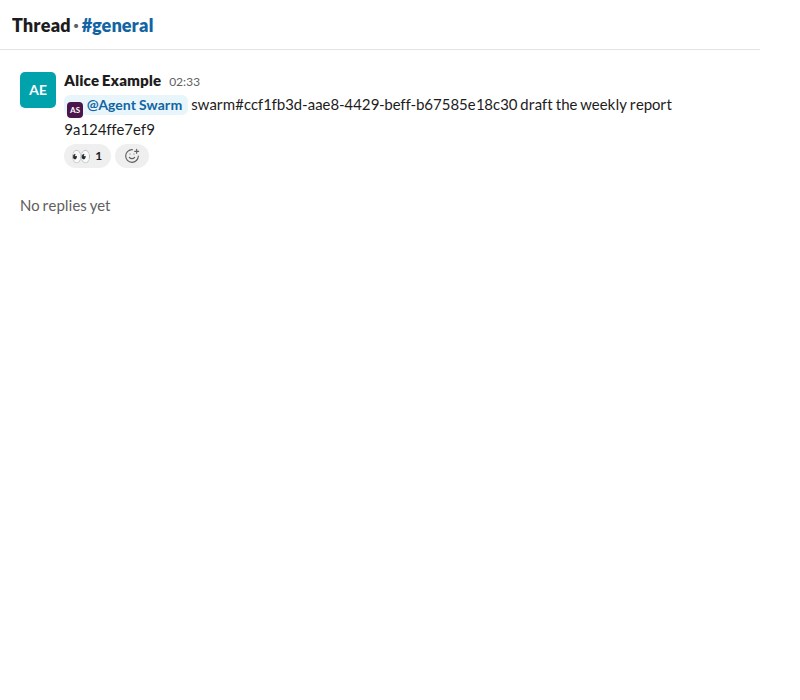 Thread • #general
AE
Alice Example 02:33
AS @Agent Swarm swarm#ccf1fb3d-aae8-4429-beff-b67585e18c30 draft the weekly report
9a124ffe7ef9
👀 1
No replies yet